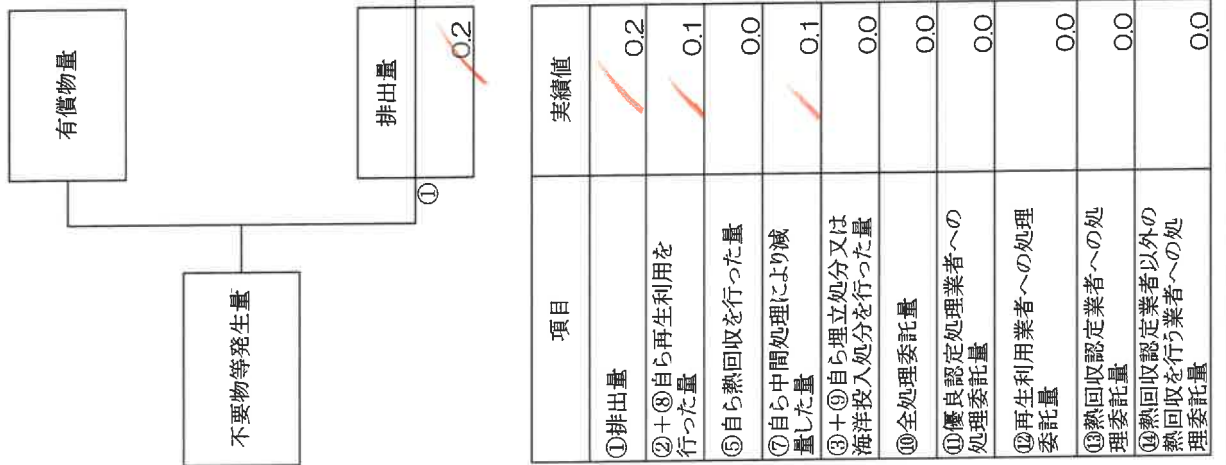 有償物量
不要物等発生量
排出量
①
0.2
項目
実績値
①排出量
0.2
②+⑧自ら再生利用を
行った量
0.1
⑤自ら熱回収を行った量
0.0
⑦自ら中間処理により減
量した量
0.1
③+⑨自ら埋立処分又は
海洋投入処分を行った量
0.0
⑩全処理委託量
0.0
⑪優良認定処理業者への
処理委託量
0.0
⑫再生利用業者への処理
委託量
0.0
⑬熱回収認定業者への処
理委託量
0.0
⑭熱回収認定業者以外の
熱回収を行う業者への処
理委託量
0.0